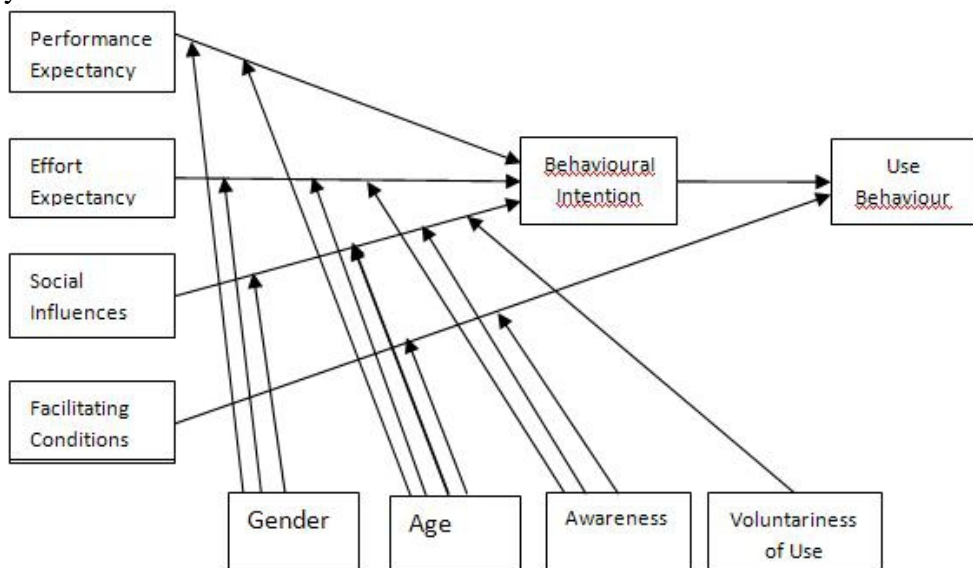 Performance
Expectancy
Effort
Expectancy
Behavioural
Intention
Use
Behaviour
Social
Influences
Facilitating
Conditions
Gender
Age
Awareness
Voluntariness
of Use